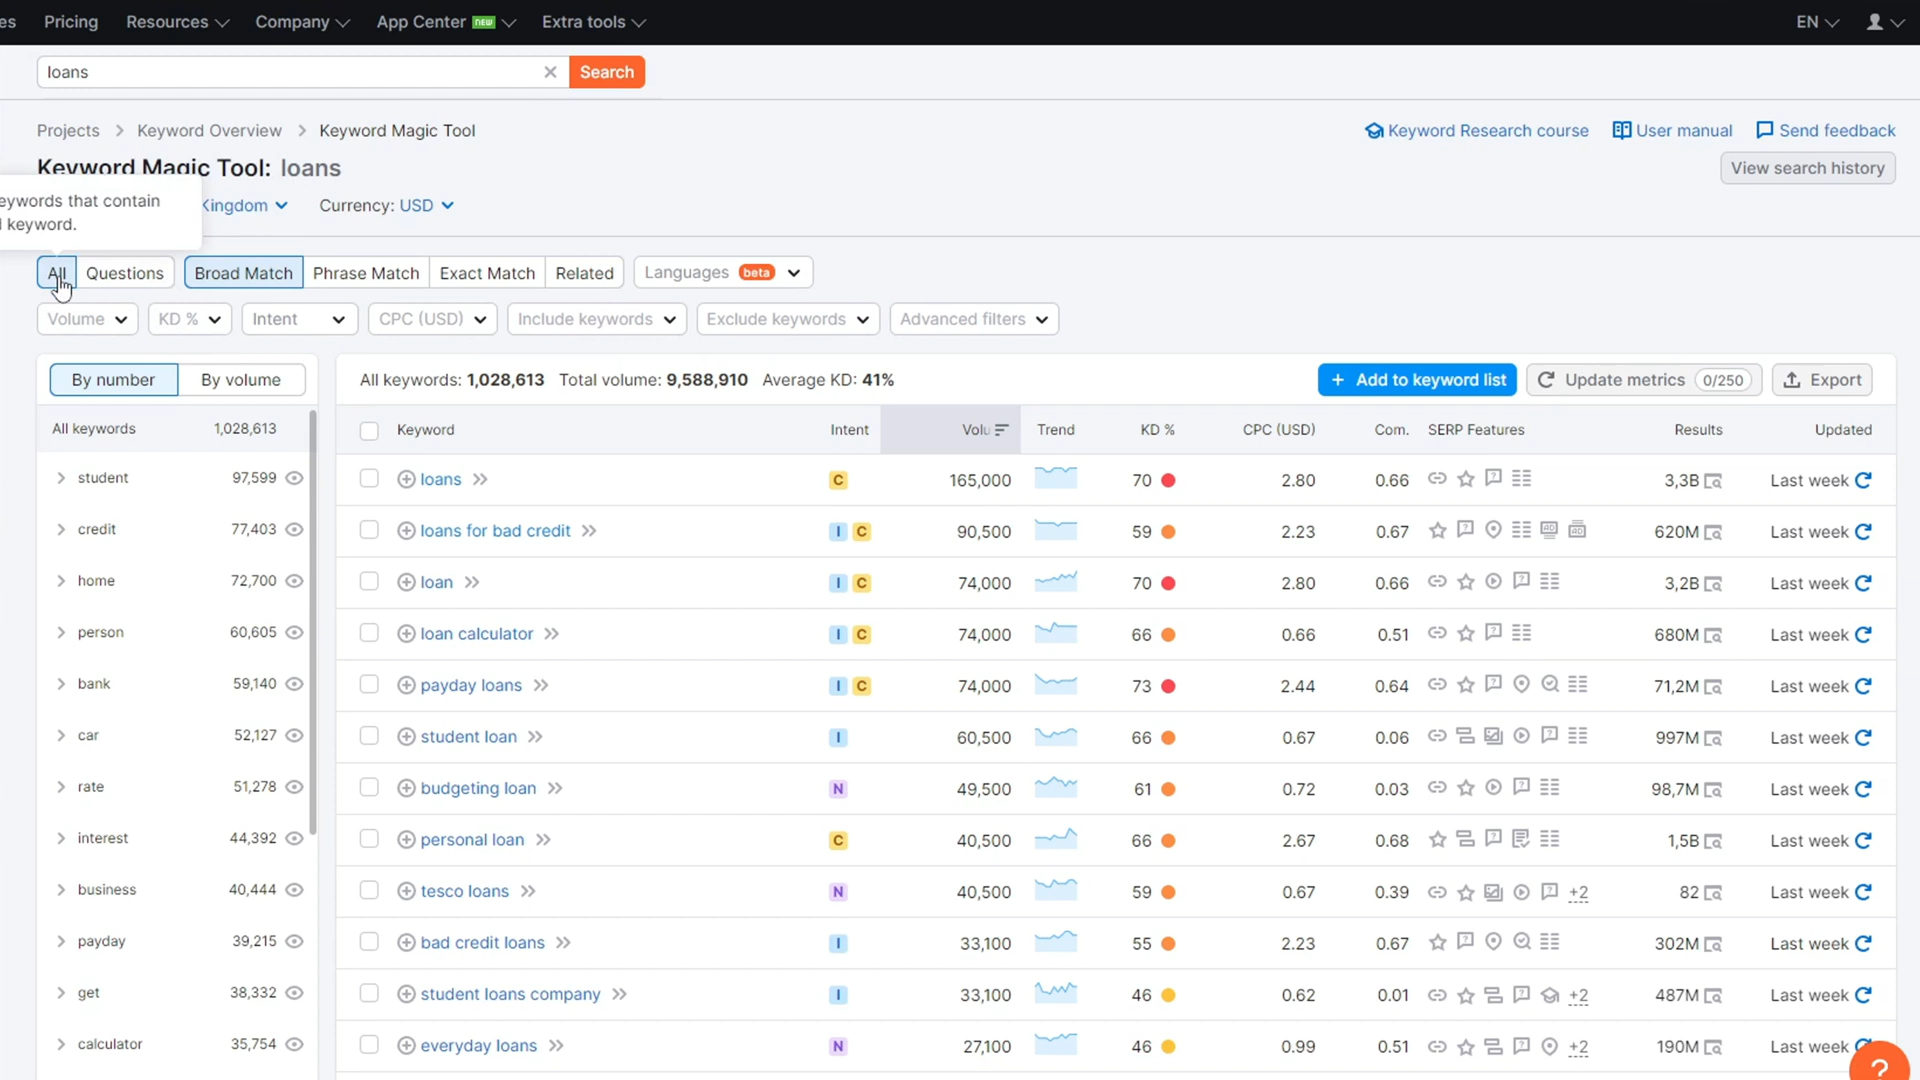 es Pricing Resources Company App Center NEW Extra tools EN
loans Search
Projects Keyword Overview Keyword Magic Tool Keyword Research course User manual Send feedback
Keyword Magic Tool: loans View search history
eywords that contain
keyword.
Kingdom Currency: USD
All Questions Broad Match Phrase Match Exact Match Related Languages beta
Volume KD % Intent CPC (USD) Include keywords Exclude keywords Advanced filters
By number By volume All keywords: 1,028,613 Total volume: 9,588,910 Average KD: 41% + Add to keyword list Update metrics 0/250 Export
All keywords 1,028,613 Keyword Intent Volu Trend KD % CPC (USD) Com. SERP Features Results Updated
student 97,599 loans C 165,000 70 2.80 0.66 3,3B Last week
credit 77,403 loans for bad credit I C 90,500 59 2.23 0.67 620M Last week
home 72,700 loan I C 74,000 70 2.80 0.66 3,2B Last week
person 60,605 loan calculator I C 74,000 66 0.66 0.51 680M Last week
bank 59,140 payday loans I C 74,000 73 2.44 0.64 71,2M Last week
car 52,127 student loan I 60,500 66 0.67 0.06 997M Last week
rate 51,278 budgeting loan N 49,500 61 0.72 0.03 98,7M Last week
interest 44,392 personal loan C 40,500 66 2.67 0.68 1,5B Last week
business 40,444 tesco loans N 40,500 59 0.67 0.39 +2 82 Last week
payday 39,215 bad credit loans I 33,100 55 2.23 0.67 302M Last week
get 38,332 student loans company I 33,100 46 0.62 0.01 +2 487M Last week
calculator 35,754 everyday loans N 27,100 46 0.99 0.51 +2 190M Last week
?